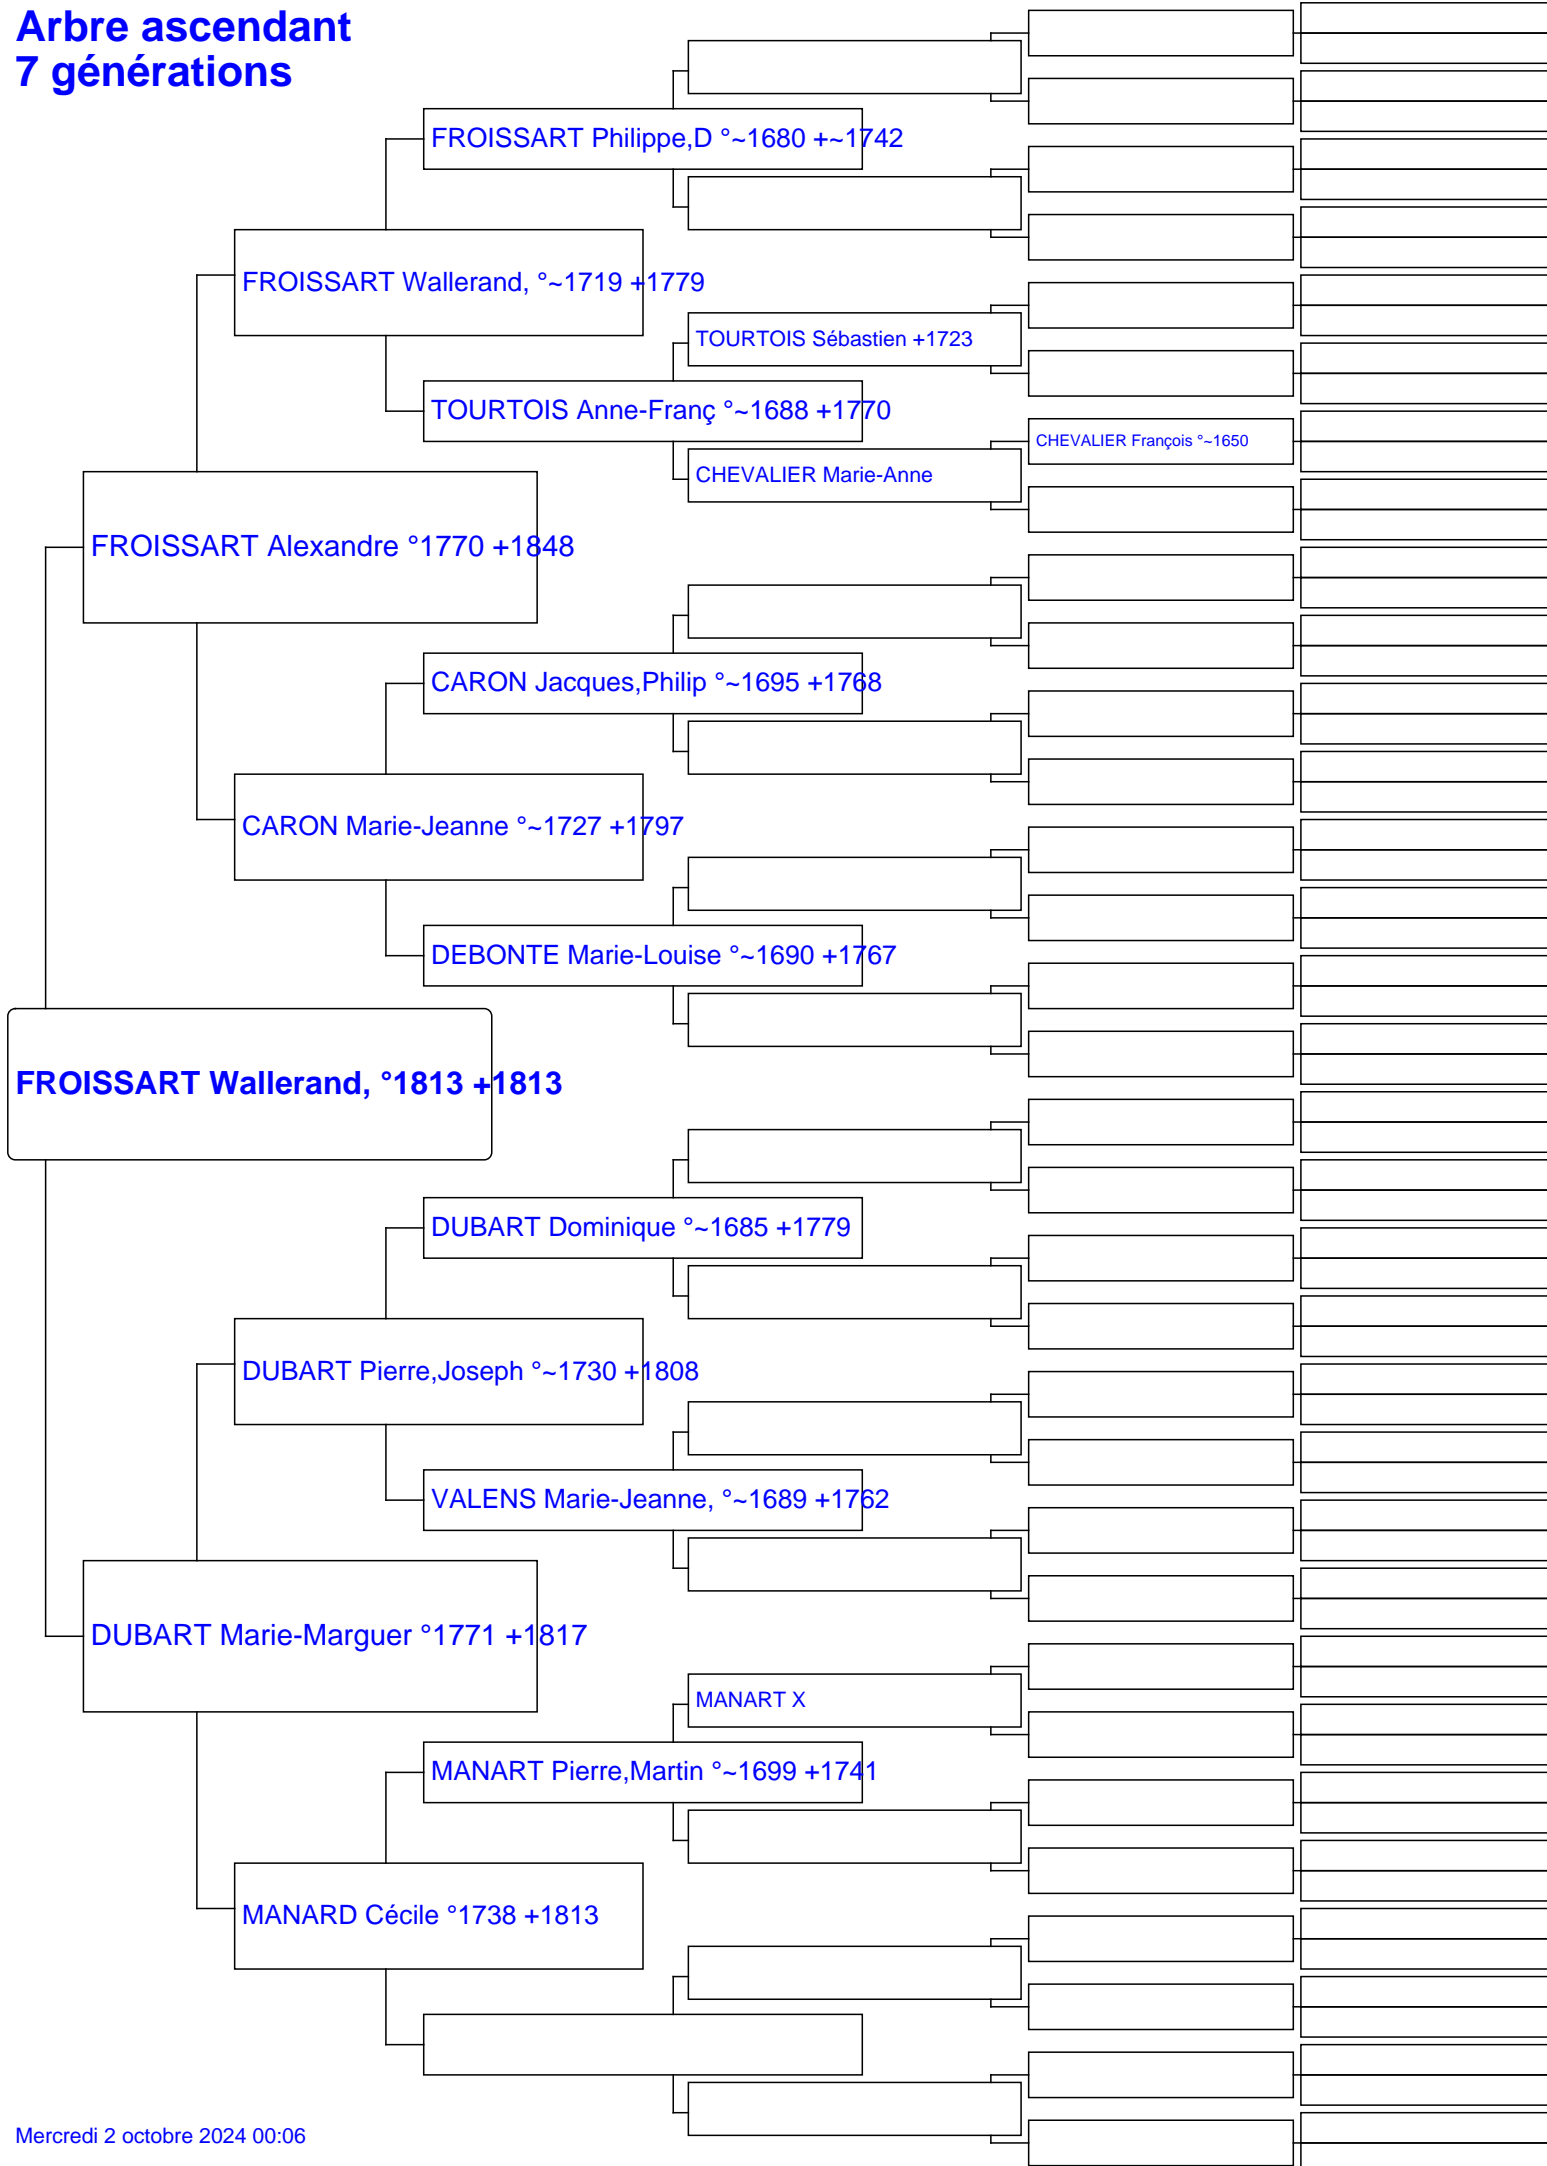 Arbre ascendant
7 générations
FROISSART Philippe,D °~1680 +~1742
FROISSART Wallerand, °~1719 +1779
TOURTOIS Sébastien +1723
TOURTOIS Anne-Franç °~1688 +1770
CHEVALIER François °~1650
CHEVALIER Marie-Anne
FROISSART Alexandre °1770 +1848
CARON Jacques,Philip °~1695 +1768
CARON Marie-Jeanne °~1727 +1797
DEBONTE Marie-Louise °~1690 +1767
FROISSART Wallerand, °1813 +1813
DUBART Dominique °~1685 +1779
DUBART Pierre,Joseph °~1730 +1808
VALENS Marie-Jeanne, °~1689 +1762
DUBART Marie-Marguer °1771 +1817
MANART X
MANART Pierre,Martin °~1699 +1741
MANARD Cécile °1738 +1813
Mercredi 2 octobre 2024 00:06